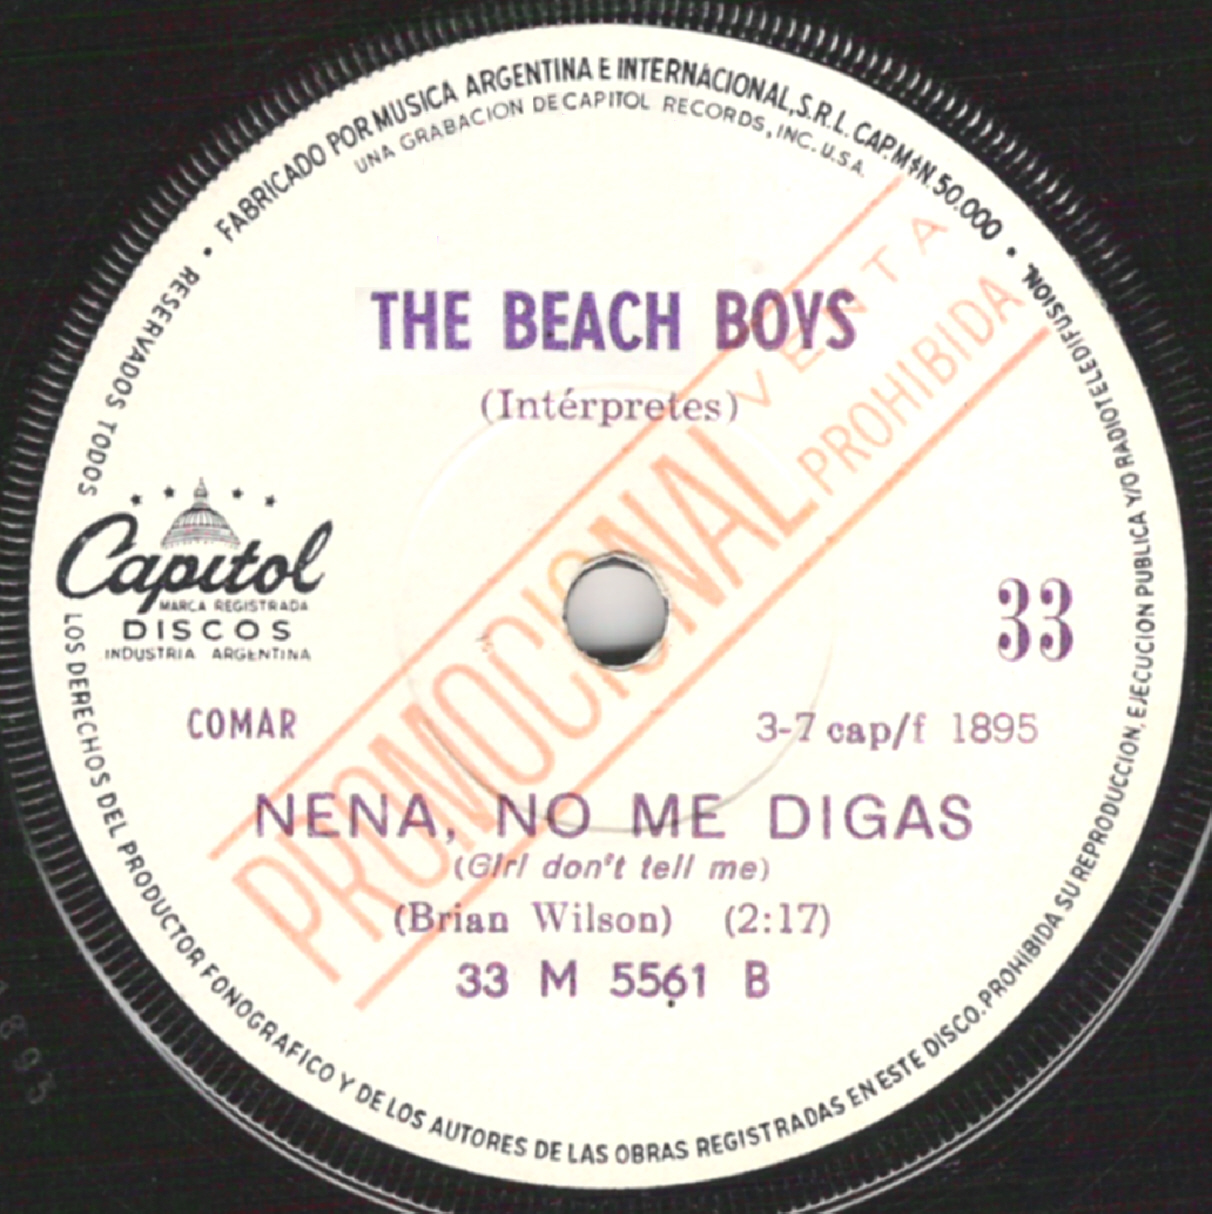 • FABRICADO POR MUSICA ARGENTINA E INTERNACIONAL, S.R.L. CAP. M$N. 50.000 •
UNA GRABACION DE CAPITOL RECORDS, INC. U.S.A.
RESERVADOS TODOS LOS DERECHOS DEL PRODUCTOR FONOGRAFICO Y DE LOS AUTORES DE LAS OBRAS REGISTRADAS EN ESTE DISCO. PROHIBIDA SU REPRODUCCION, EJECUCION PUBLICA Y/O RADIOTELEDIFUSION.
THE BEACH BOYS
(Intérpretes)
VENTA
PROHIBIDA
PROMOCIONAL
Capitol
MARCA REGISTRADA
DISCOS
INDUSTRIA ARGENTINA
33
COMAR
3-7 cap/f 1895
NENA, NO ME DIGAS
(Girl don't tell me)
(Brian Wilson) (2:17)
33 M 5561 B